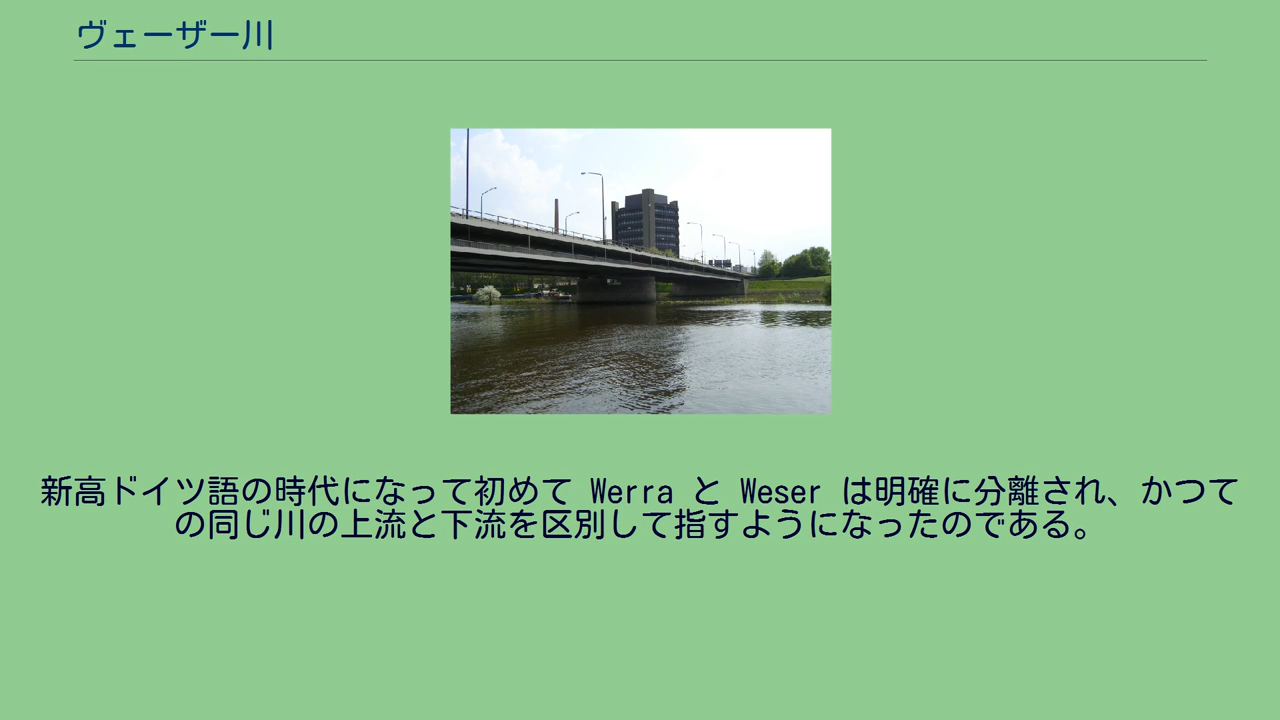 ヴェーザー川
新高ドイツ語の時代になって初めて Werra と Weser は明確に分離され、かつて
の同じ川の上流と下流を区別して指すようになったのである。